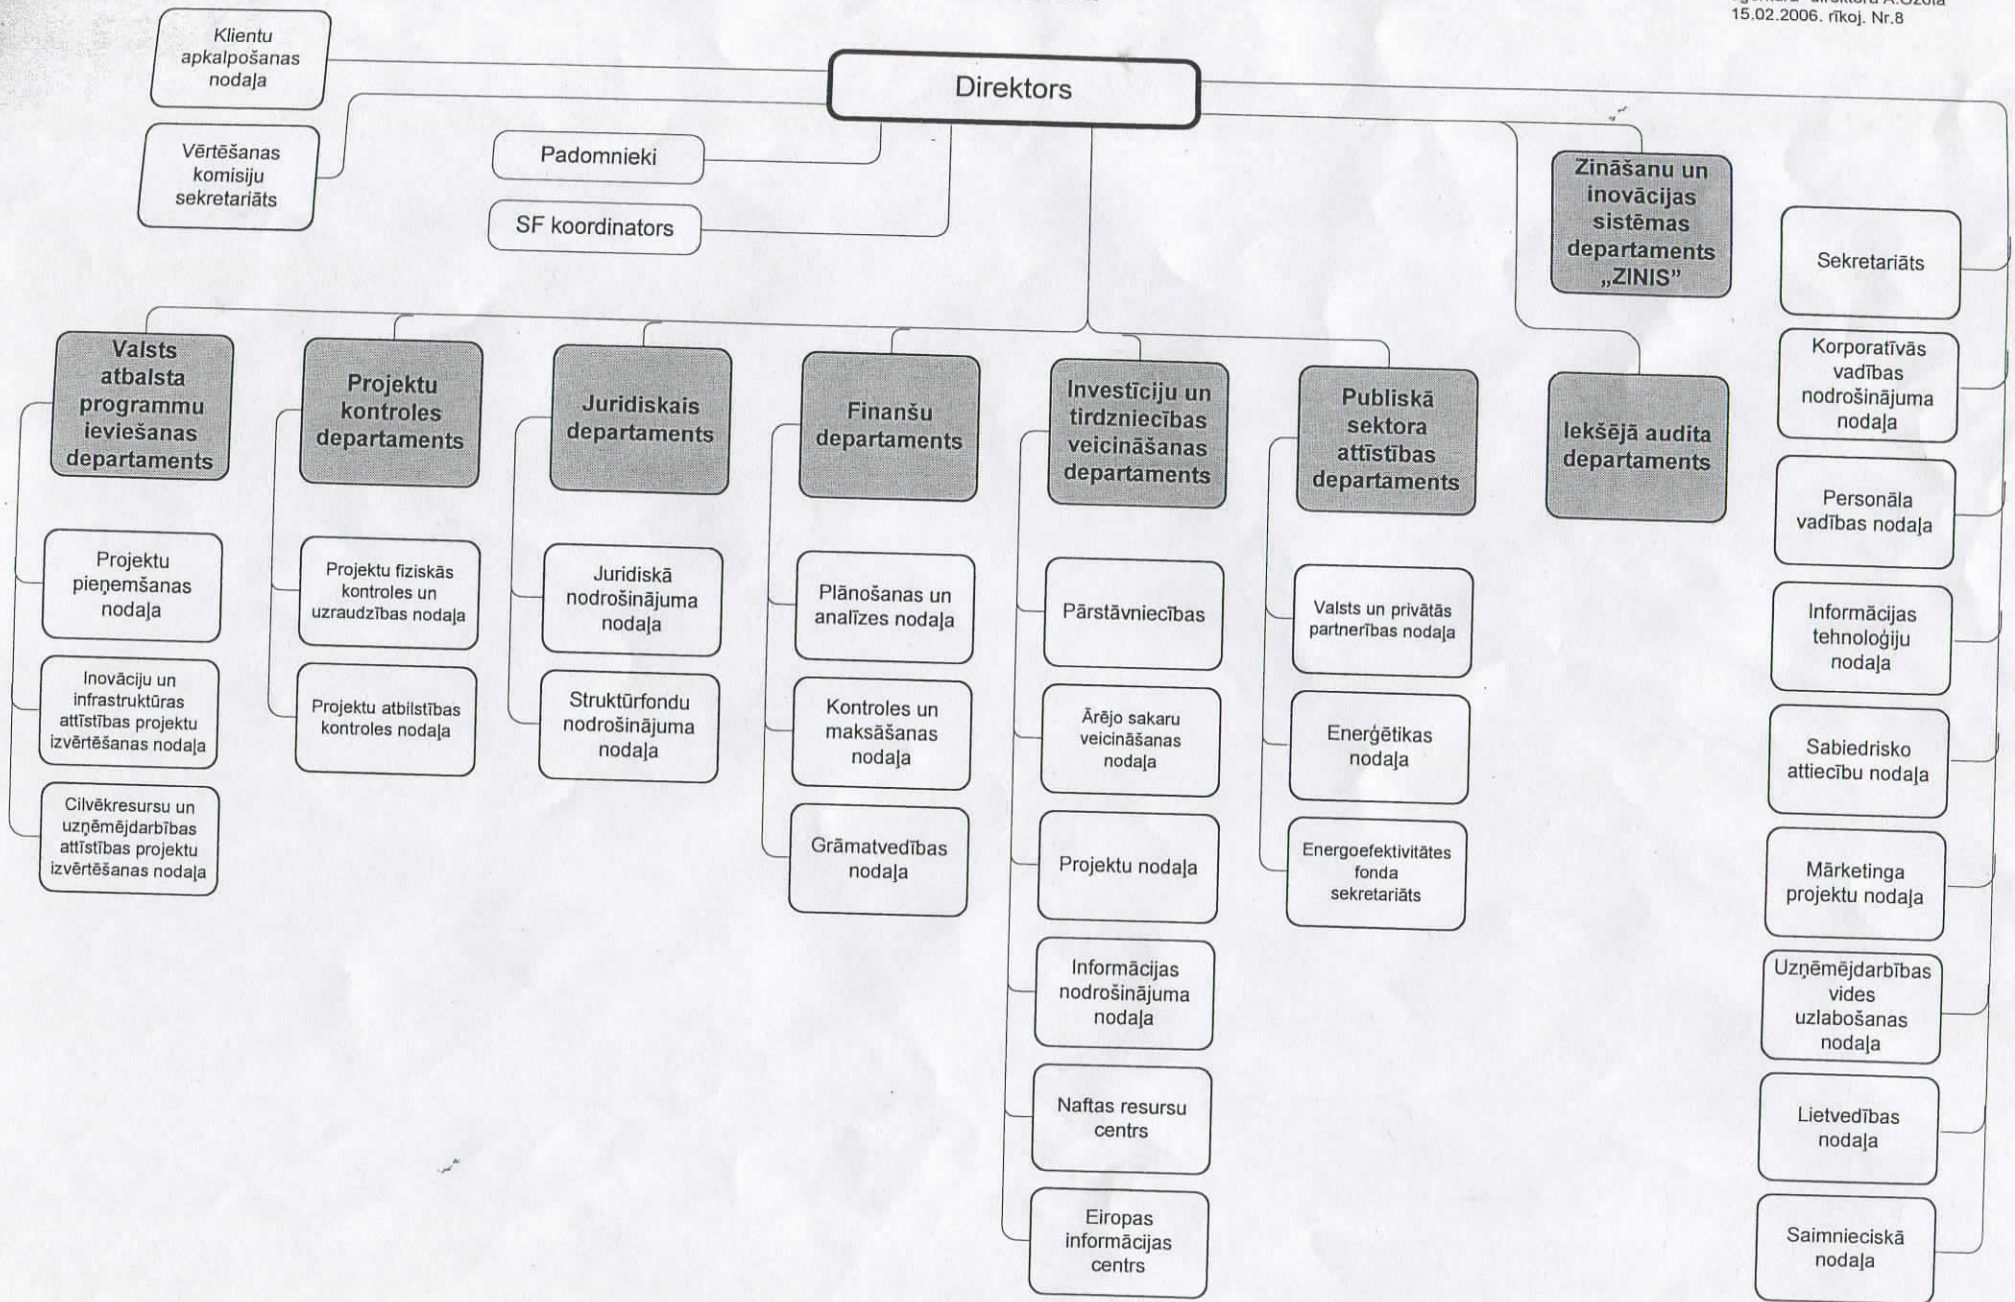 15.02.2006. rīkoj. Nr.8
Klientu
apkalpošanas
nodaļa
Direktors
Vērtēšanas
komisiju
sekretariāts
Padomnieki
SF koordinators
Zināšanu un
inovācijas
sistēmas
departaments
„ZINIS”
Valsts
atbalsta
programmu
ieviešanas
departaments
Projektu
kontroles
departaments
Juridiskais
departaments
Finanšu
departaments
Investīciju un
tirdzniecības
veicināšanas
departaments
Publiskā
sektora
attīstības
departaments
Iekšējā audita
departaments
Projektu
pieņemšanas
nodaļa
Inovāciju un
infrastruktūras
attīstības projektu
izvērtēšanas nodaļa
Cilvēkresursu un
uzņēmējdarbības
attīstības projektu
izvērtēšanas nodaļa
Projektu fiziskās
kontroles un
uzraudzības nodaļa
Projektu atbilstības
kontroles nodaļa
Juridiskā
nodrošinājuma
nodaļa
Struktūrfondu
nodrošinājuma
nodaļa
Plānošanas un
analīzes nodaļa
Kontroles un
maksāšanas
nodaļa
Grāmatvedības
nodaļa
Pārstāvniecības
Ārējo sakaru
veicināšanas
nodaļa
Projektu nodaļa
Informācijas
nodrošinājuma
nodaļa
Naftas resursu
centrs
Eiropas
informācijas
centrs
Valsts un privātās
partnerības nodaļa
Enerģētikas
nodaļa
Energoefektivitātes
fonda
sekretariāts
Sekretariāts
Korporatīvās
vadības
nodrošinājuma
nodaļa
Personāla
vadības nodaļa
Informācijas
tehnoloģiju
nodaļa
Sabiedrisko
attiecību nodaļa
Mārketinga
projektu nodaļa
Uzņēmējdarbības
vides
uzlabošanas
nodaļa
Lietvedības
nodaļa
Saimnieciskā
nodaļa